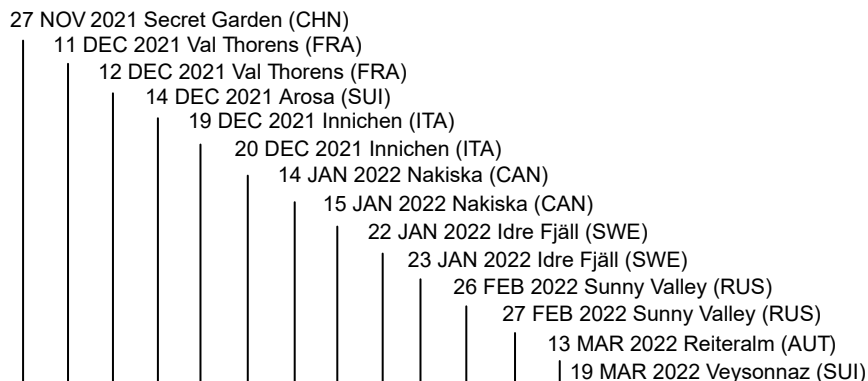 27 NOV 2021 Secret Garden (CHN)
11 DEC 2021 Val Thorens (FRA)
12 DEC 2021 Val Thorens (FRA)
14 DEC 2021 Arosa (SUI)
19 DEC 2021 Innichen (ITA)
20 DEC 2021 Innichen (ITA)
14 JAN 2022 Nakiska (CAN)
15 JAN 2022 Nakiska (CAN)
22 JAN 2022 Idre Fjäll (SWE)
23 JAN 2022 Idre Fjäll (SWE)
26 FEB 2022 Sunny Valley (RUS)
27 FEB 2022 Sunny Valley (RUS)
13 MAR 2022 Reiteralm (AUT)
19 MAR 2022 Veysonnaz (SUI)